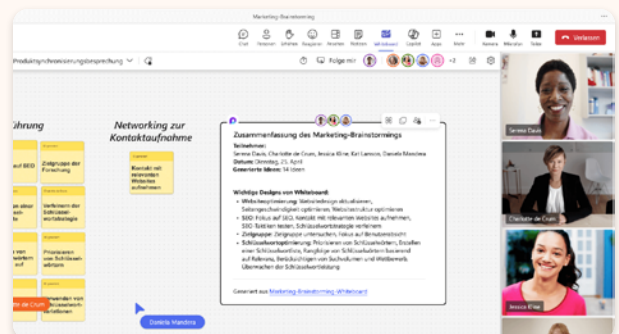 Marketing-Brainstorming
Chat Personen Reagieren Notizen Whiteboard Copilot Apps Mehr Kamera Mikrofon Teilen Verlassen
Produktsynchronisierungsbesprechung
Folge mir
+2
Networking zur
Kontaktaufnahme
Kontakt mit
relevanten
Websites
aufnehmen
auf SEO
Zielgruppe der
Forschung
Verfeinern der
Schlüssel-
wortstrategie
Priorisieren
von Schlüssel-
wörtern
Zusammenfassung des Marketing-Brainstormings
Teilnehmer:
Serena Davis, Charlotte de Crum, Jessica Kline, Kat Larsson, Daniela Mandera
Datum: Dienstag, 25. April
Generierte Ideen: 14 Ideen
Wichtige Designs von Whiteboard:
• Websiteoptimierung: Websitedesign aktualisieren,
Seitengeschwindigkeit optimieren, Websitestruktur optimieren
• SEO: Fokus auf SEO, Kontakt mit relevanten Websites aufnehmen,
SEO-Taktiken testen, Schlüsselwortstrategie verfeinern
• Zielgruppe: Zielgruppe untersuchen, Fokus auf Benutzersicht
• Schlüsselwortoptimierung: Priorisieren von Schlüsselwörtern, Erstellen
einer Schlüsselwortliste, Rangfolge von Schlüsselwörtern basierend
auf Relevanz, Berücksichtigen von Suchvolumen und Wettbewerb,
Überwachen der Schlüsselwortleistung
Generiert aus Marketing-Brainstorming-Whiteboard
Daniela Mandera
de Crum
Serena Davis
Charlotte de Crum
Jessica Kline